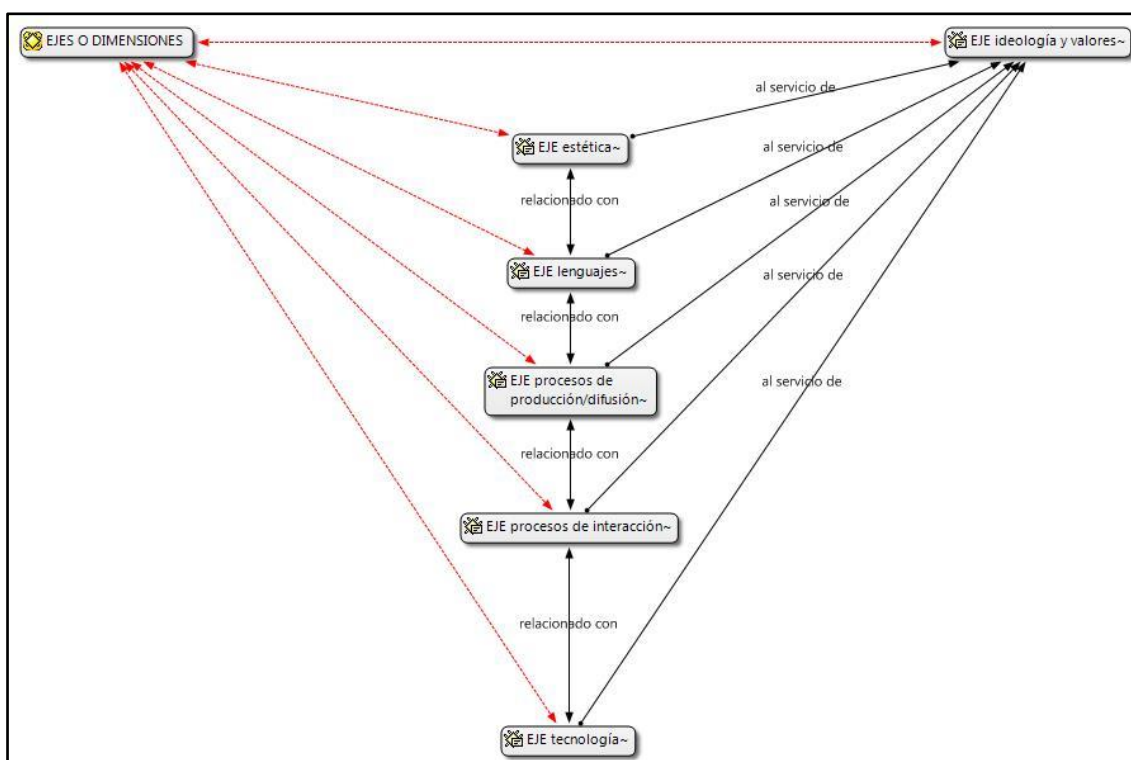 EJES O DIMENSIONES
EJE ideología y valores~
al servicio de
EJE estética~
al servicio de
relacionado con
al servicio de
EJE lenguajes~
al servicio de
relacionado con
EJE procesos de
producción/difusión~
al servicio de
relacionado con
EJE procesos de interacción~
relacionado con
EJE tecnología~